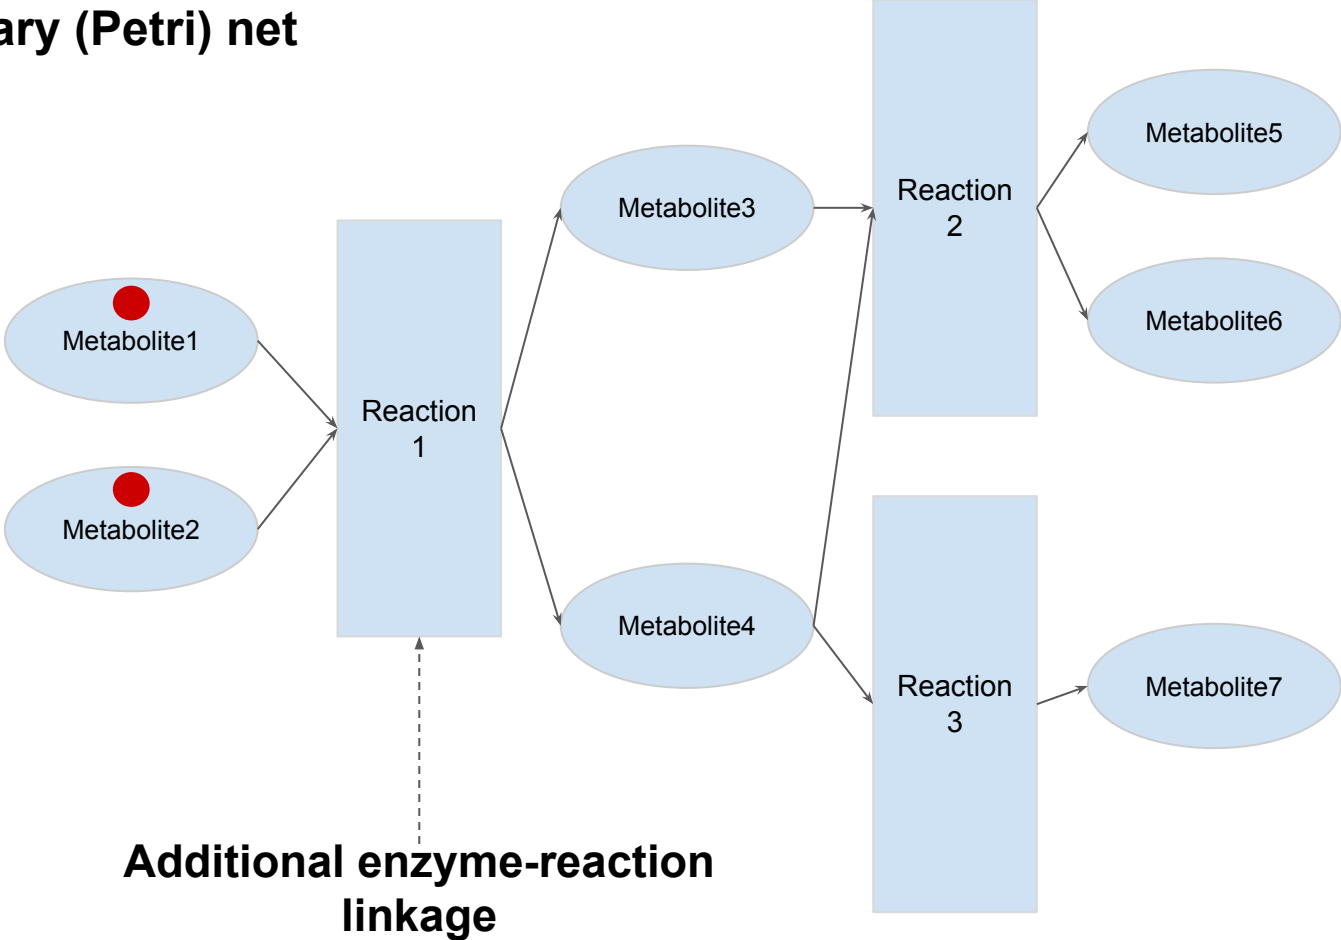 (Petri) net
Metabolite1
Metabolite2
Reaction
1
Metabolite3
Metabolite4
Reaction
2
Reaction
3
Metabolite5
Metabolite6
Metabolite7
Additional enzyme-reaction
linkage